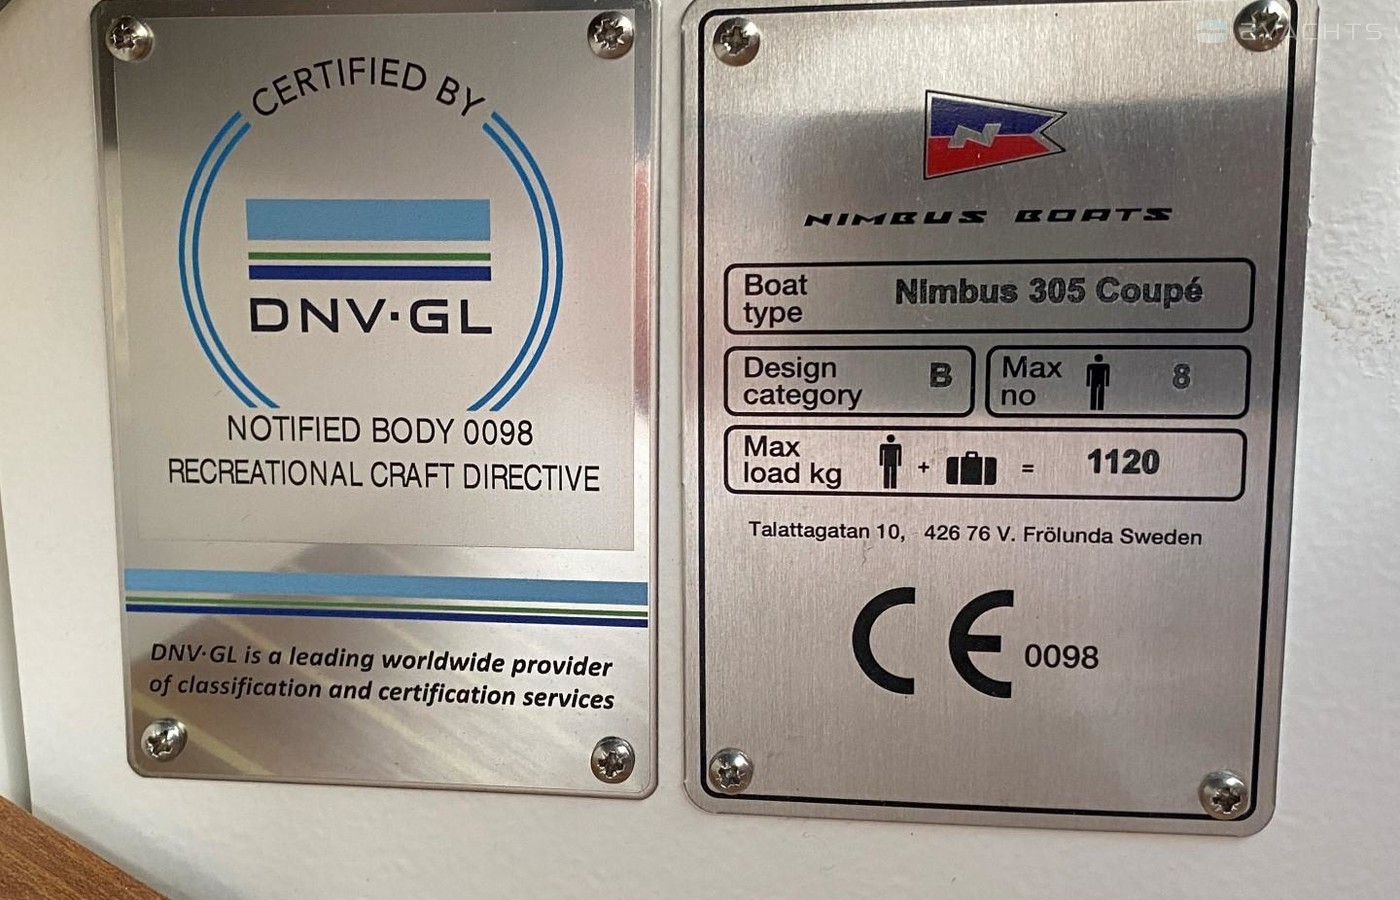 CERTIFIED BY
DNV·GL
NOTIFIED BODY 0098
RECREATIONAL CRAFT DIRECTIVE
DNV·GL is a leading worldwide provider
of classification and certification services
N
NIMBUS BOATS
Boat type Nimbus 305 Coupé
Design category B
Max no 8
Max load kg + = 1120
Talattagatan 10, 426 76 V. Frölunda Sweden
CE 0098